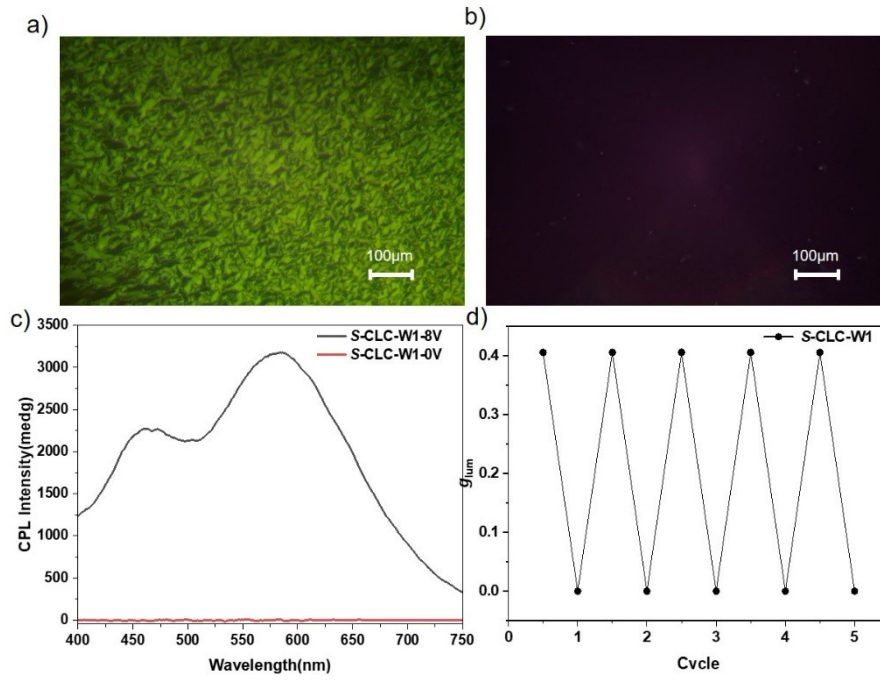 a)
100µm
b)
100µm
c)
CPL Intensity(medg)
3500
3000
2500
2000
1500
1000
500
0
S-CLC-W1-8V
S-CLC-W1-0V
400 450 500 550 600 650 700 750
Wavelength(nm)
d)
glum
0.4
0.3
0.2
0.1
0.0
S-CLC-W1
0 1 2 3 4 5
Cvcle